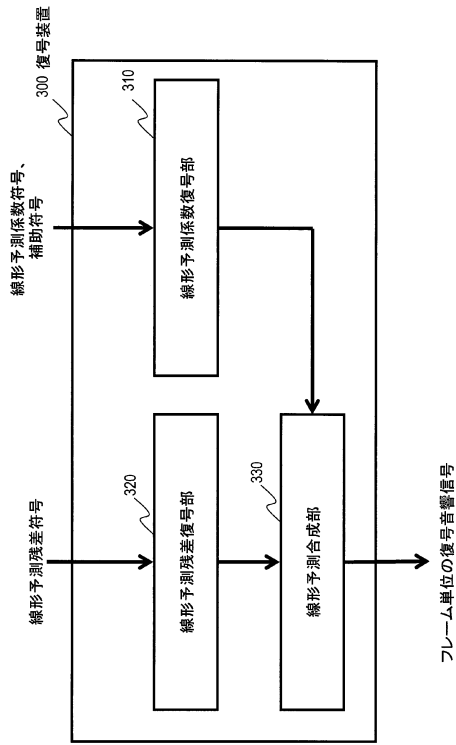 300 復号装置
線形予測係数符号、
補助符号
310
線形予測係数復号部
線形予測残差符号
320
線形予測残差復号部
330
線形予測合成部
フレーム単位の復号音響信号